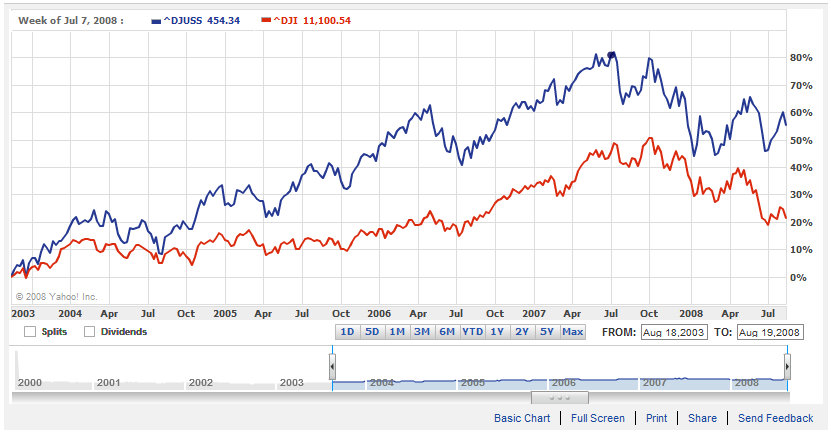 Week of Jul 7, 2008 : ^DJUSS 454.34 ^DJI 11,100.54
80%
70%
60%
50%
40%
30%
20%
10%
0%
© 2008 Yahoo! Inc.
2003 2004 Apr Jul Oct 2005 Apr Jul Oct 2006 Apr Jul Oct 2007 Apr Jul Oct 2008 Apr Jul
Splits Dividends 1D 5D 1M 3M 6M YTD 1Y 2Y 5Y Max FROM: Aug 18,2003 TO: Aug 19,2008
2000 2001 2002 2003 2004 2005 2006 2007 2008
Basic Chart Full Screen Print Share Send Feedback